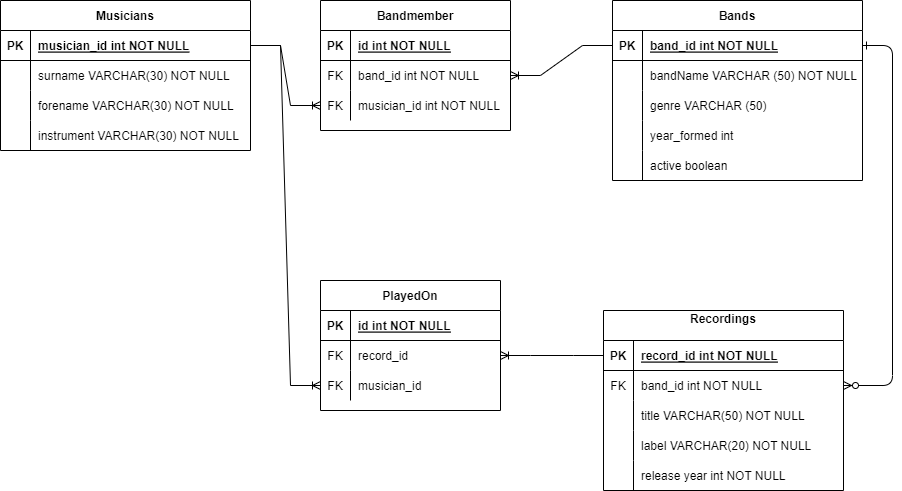 Musicians
PK musician_id int NOT NULL
surname VARCHAR(30) NOT NULL
forename VARCHAR(30) NOT NULL
instrument VARCHAR(30) NOT NULL
Bandmember
PK id int NOT NULL
FK band_id int NOT NULL
FK musician_id int NOT NULL
Bands
PK band_id int NOT NULL
bandName VARCHAR (50) NOT NULL
genre VARCHAR (50)
year_formed int
active boolean
PlayedOn
PK id int NOT NULL
FK record_id
FK musician_id
Recordings
PK record_id int NOT NULL
FK band_id int NOT NULL
title VARCHAR(50) NOT NULL
label VARCHAR(20) NOT NULL
release year int NOT NULL